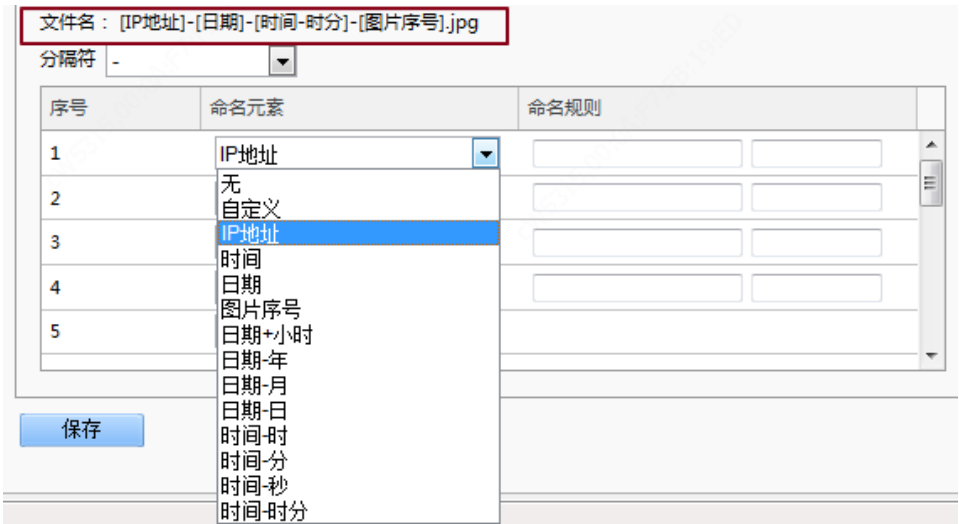 文件名： [IP地址]-[日期]-[时间-时分]-[图片序号].jpg
分隔符 -
序号 命名元素 命名规则
1 IP地址
无
2
自定义
IP地址
3
时间
日期
4
图片序号
5
日期+小时
日期-年
日期-月
日期-日
保存
时间-时
时间-分
时间-秒
时间-时分